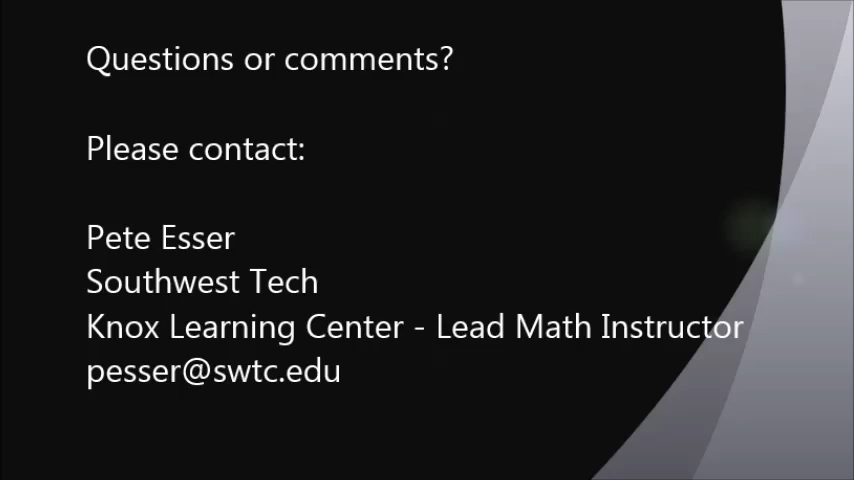 Questions or comments?
Please contact:
Pete Esser
Southwest Tech
Knox Learning Center - Lead Math Instructor
pesser@swtc.edu